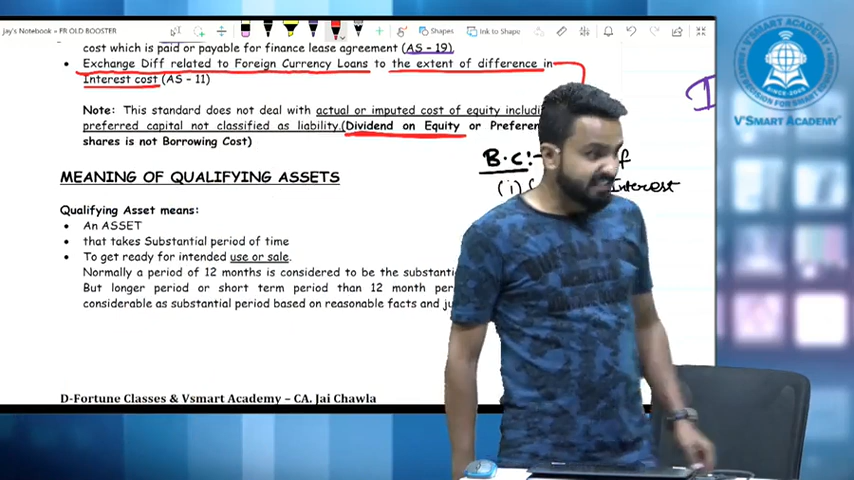 Jay's Notebook » FR OLD BOOSTER
Shapes
Ink to Shape
cost which is paid or payable for finance lease agreement (AS – 19).
• Exchange Diff related to Foreign Currency Loans to the extent of difference in
Interest cost (AS – 11)
Note: This standard does not deal with actual or imputed cost of equity
preferred capital not classified as liability.(Dividend on Equity or
shares is not Borrowing Cost)
B.C:-
(i)
Interest
MEANING OF QUALIFYING ASSETS
Qualifying Asset means:
• An ASSET
• that takes Substantial period of time
• To get ready for intended use or sale.
Normally a period of 12 months is considered to be the
But longer period or short term period than 12 month
considerable as substantial period based on reasonable facts and
D-Fortune Classes & Vsmart Academy – CA. Jai Chawla
V'SMART ACADEMY
SINCE-2005
V'SMART ACADEMY